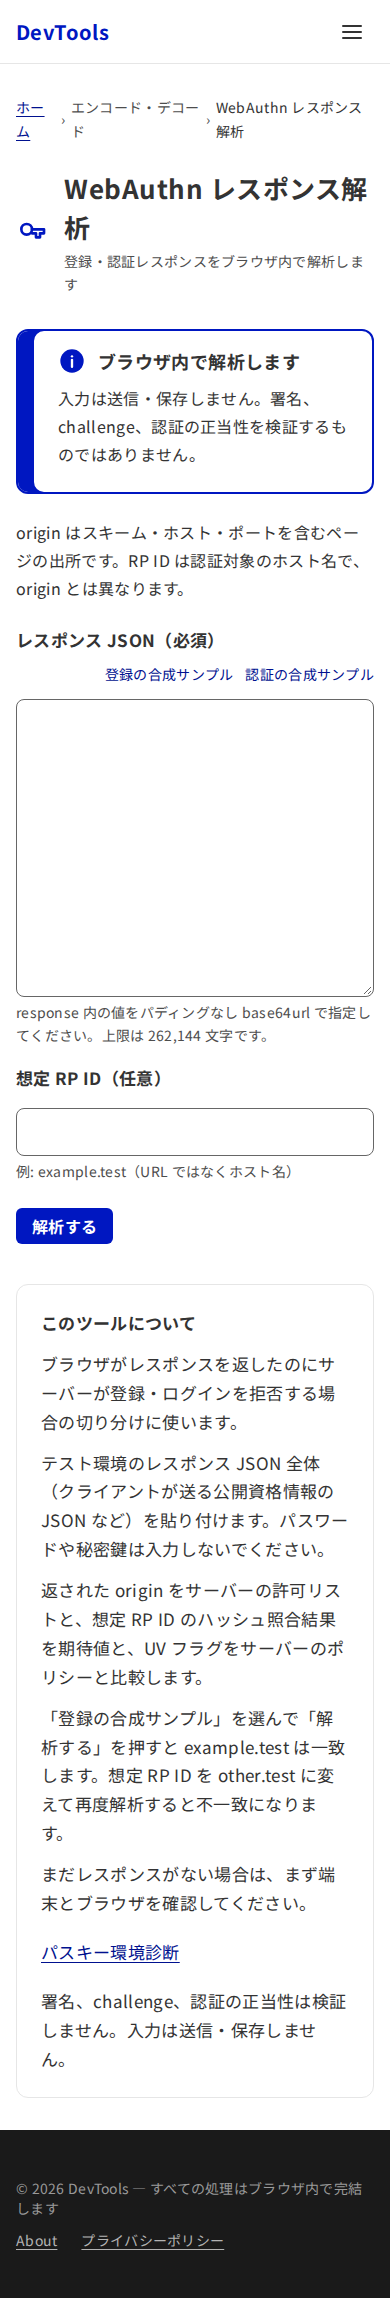 DevTools
ホー
ム
›
エンコード・デコー
ド
›
WebAuthn レスポンス
解析
WebAuthn レスポンス解
析
登録・認証レスポンスをブラウザ内で解析しま
す
ブラウザ内で解析します
入力は送信・保存しません。署名、
challenge、認証の正当性を検証するも
のではありません。
origin はスキーム・ホスト・ポートを含むペー
ジの出所です。RP ID は認証対象のホスト名で、
origin とは異なります。
レスポンス JSON（必須）
登録の合成サンプル 認証の合成サンプル
response 内の値をパディングなし base64url で指定し
てください。上限は 262,144 文字です。
想定 RP ID（任意）
例: example.test（URL ではなくホスト名）
解析する
このツールについて
ブラウザがレスポンスを返したのにサ
ーバーが登録・ログインを拒否する場
合の切り分けに使います。
テスト環境のレスポンス JSON 全体
（クライアントが送る公開資格情報の
JSON など）を貼り付けます。パスワー
ドや秘密鍵は入力しないでください。
返された origin をサーバーの許可リス
トと、想定 RP ID のハッシュ照合結果
を期待値と、UV フラグをサーバーのポ
リシーと比較します。
「登録の合成サンプル」を選んで「解
析する」を押すと example.test は一致
します。想定 RP ID を other.test に変
えて再度解析すると不一致になりま
す。
まだレスポンスがない場合は、まず端
末とブラウザを確認してください。
パスキー環境診断
署名、challenge、認証の正当性は検証
しません。入力は送信・保存しませ
ん。
© 2026 DevTools — すべての処理はブラウザ内で完結
します
About プライバシーポリシー